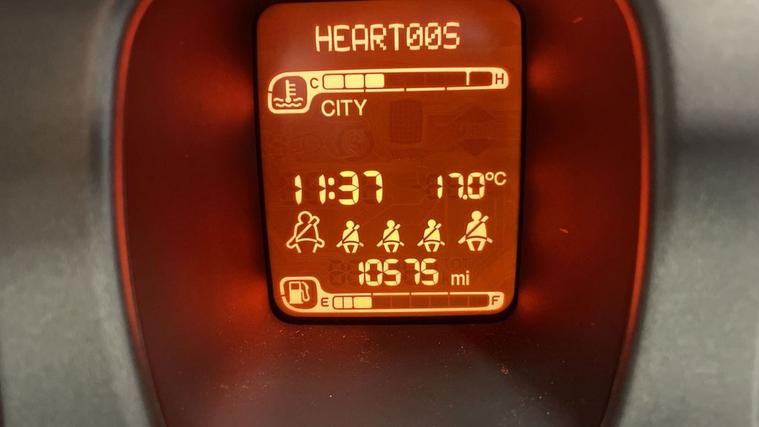 HEART00S
C H
CITY
11:37 17.0°C
10575 mi
E F